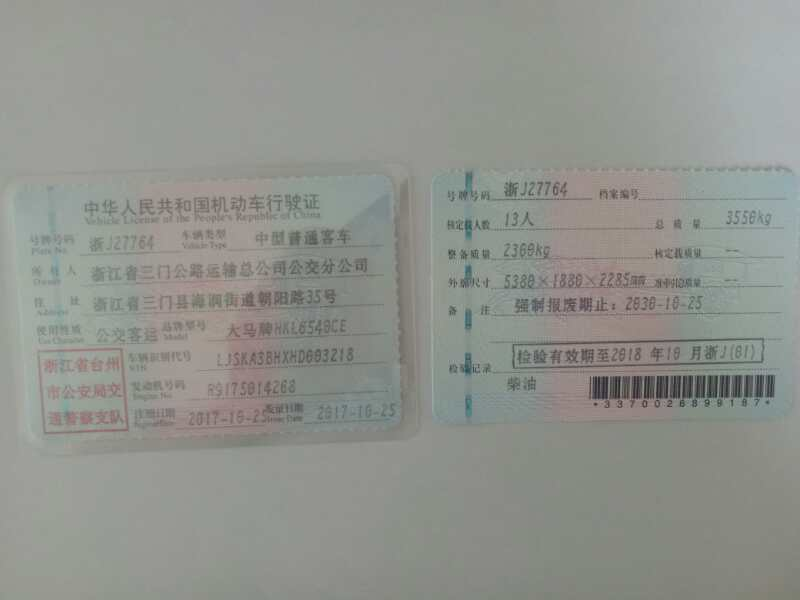 中华人民共和国机动车行驶证
Vehicle License of the People's Republic of China
号牌号码 浙J27764 车辆类型 中型普通客车
Plate No. Vehicle Type
所有人 浙江省三门公路运输总公司公交分公司
Owner
住址 浙江省三门县海润街道朝阳路35号
Address
使用性质 公交客运 品牌型号 大马牌HKL6540CE
Use Character Model
浙江省台州
市公安局交
通警察支队
车辆识别代号 LJSKA3BHXHD003218
VIN
发动机号码 R9175014268
Engine No.
注册日期 2017-10-25 发证日期 2017-10-25
Register Date Issue Date
号牌号码 浙J27764 档案编号
核定载人数 13人 总质量 3550kg
整备质量 2360kg 核定载质量 --
外廓尺寸 5380×1880×2285mm 准牵引总质量 --
备注 强制报废期止:2030-10-25
检验记录 检验有效期至2018年10月浙J(01)
柴油
*3370026899187*